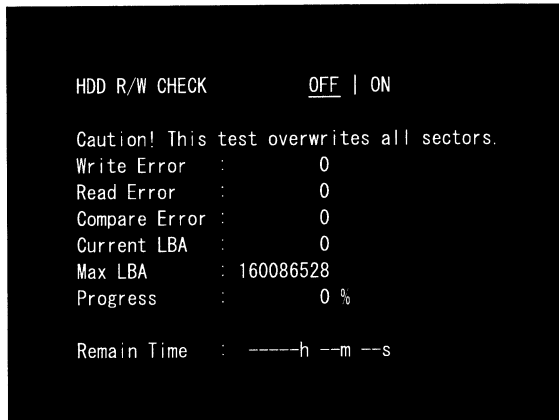 HDD R/W CHECK OFF | ON
Caution! This test overwrites all sectors.
Write Error : 0
Read Error : 0
Compare Error : 0
Current LBA : 0
Max LBA : 160086528
Progress : 0 %
Remain Time : -----h --m --s